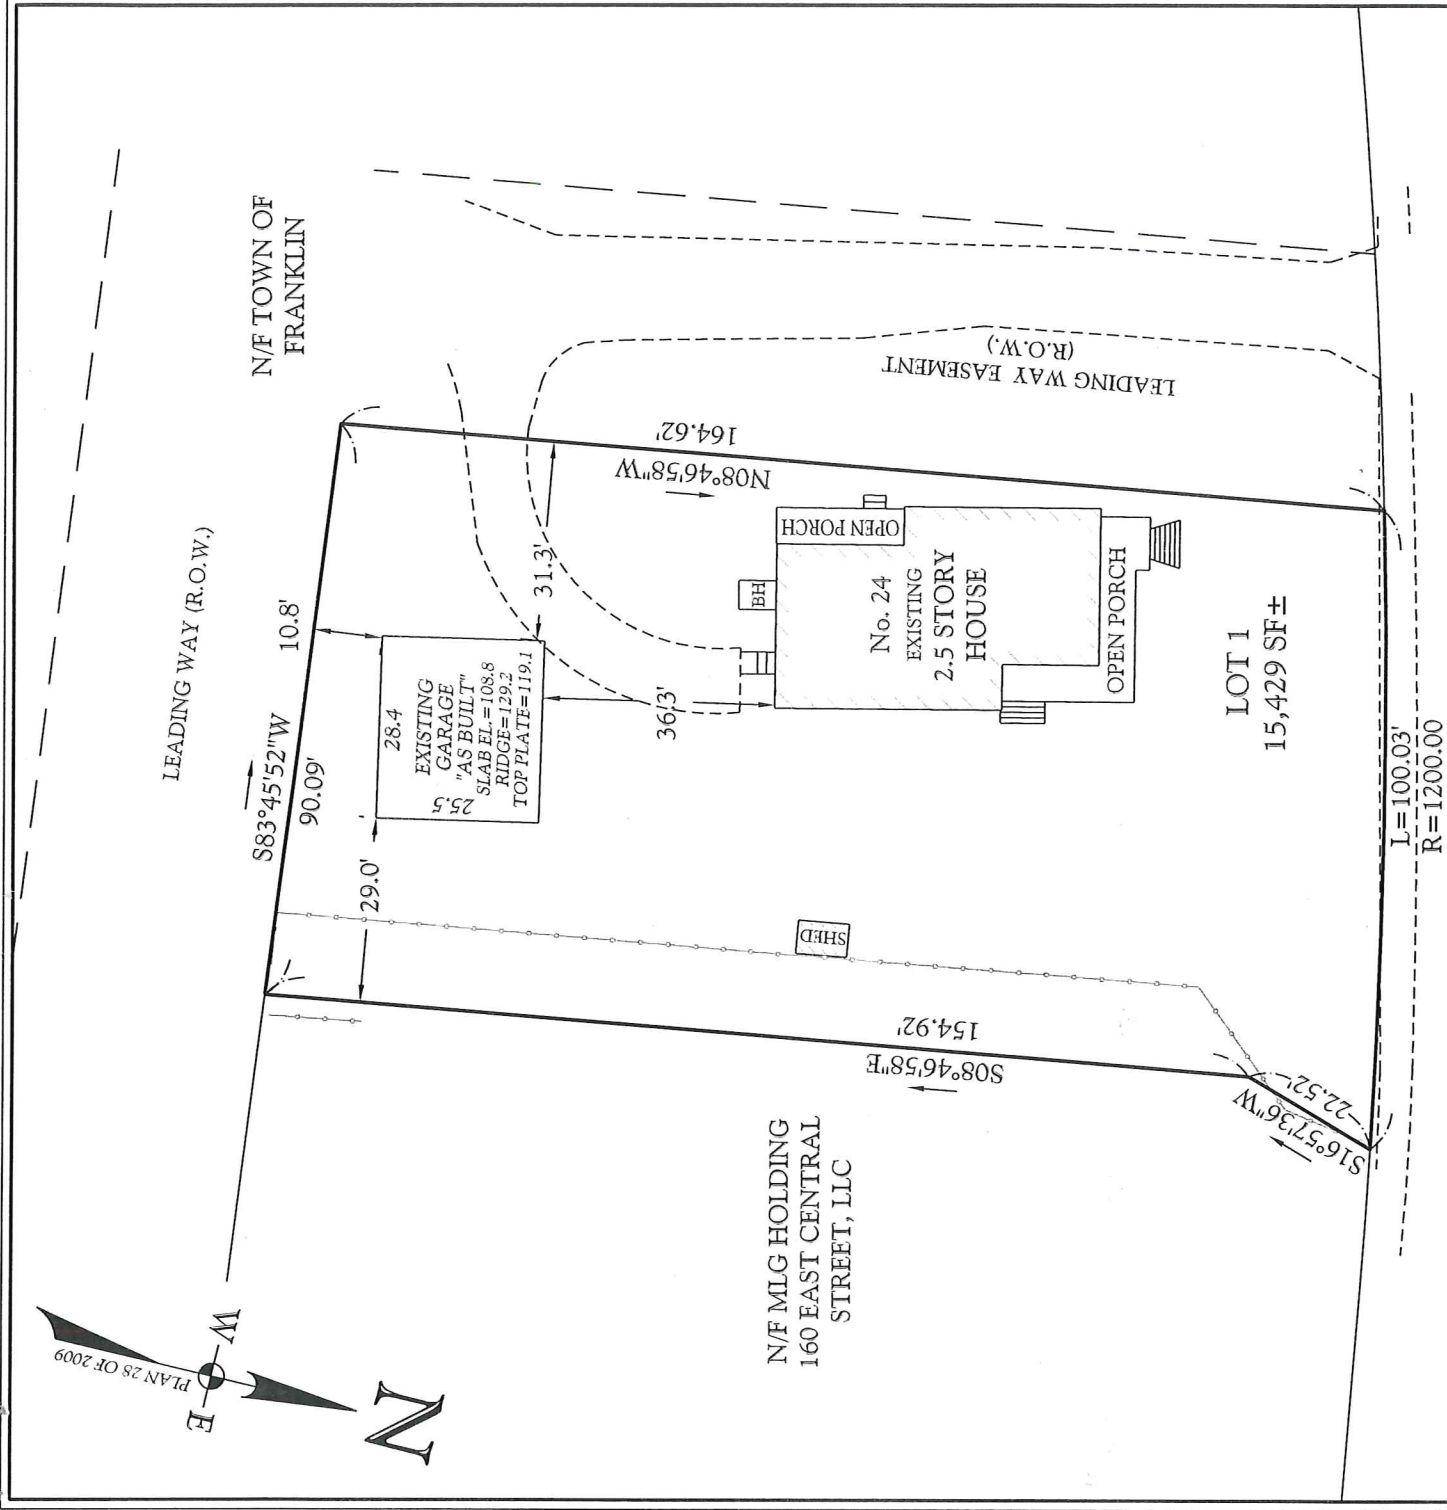 N/F TOWN OF
FRANKLIN
LEADING WAY (R.O.W.)
S83°45'52"W
90.09'
10.8'
28.4
EXISTING
GARAGE
"AS BUILT"
SLAB EL.=108.8
RIDGE=129.2
TOP PLATE=119.1
25.5
29.0'
31.3'
36.3'
164.62'
N08°46'58"W
LEADING WAY EASEMENT
(R.O.W.)
OPEN PORCH
BH
No. 24
EXISTING
2.5 STORY
HOUSE
OPEN PORCH
SHED
LOT 1
15,429 SF±
154.92'
S08°46'58"E
22.52'
S16°57'36"W
L=100.03'
R=1200.00
N/F MLG HOLDING
160 EAST CENTRAL
STREET, LLC
PLAN 28 OF 2009
W
E
N